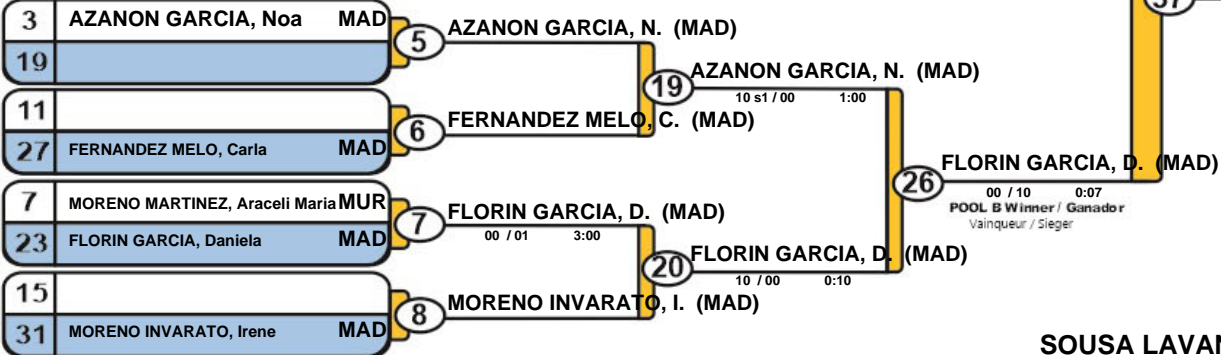 37
3 AZANON GARCIA, Noa MAD
5 AZANON GARCIA, N. (MAD)
19
19 AZANON GARCIA, N. (MAD)
10 s1 / 00 1:00
11
6 FERNANDEZ MELO, C. (MAD)
27 FERNANDEZ MELO, Carla MAD
26 FLORIN GARCIA, D. (MAD)
00 / 10 0:07
POOL B Winner / Ganador
Vainqueur / Sieger
7 MORENO MARTINEZ, Araceli Maria MUR
7 FLORIN GARCIA, D. (MAD)
00 / 01 3:00
23 FLORIN GARCIA, Daniela MAD
20 FLORIN GARCIA, D. (MAD)
10 / 00 0:10
15
8 MORENO INVARATO, I. (MAD)
31 MORENO INVARATO, Irene MAD